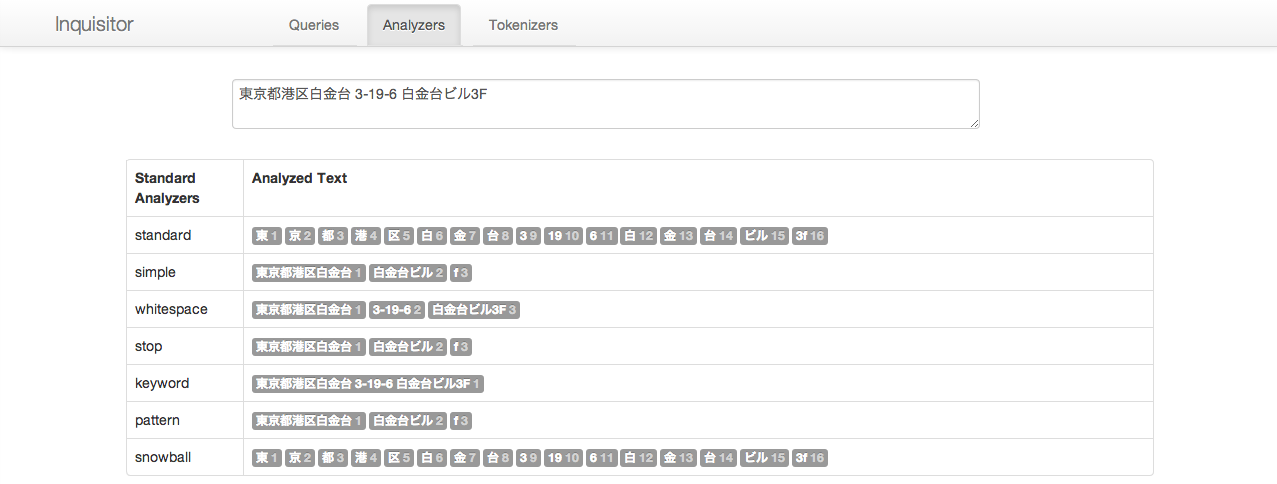 Inquisitor Queries Analyzers Tokenizers
東京都港区白金台 3-19-6 白金台ビル3F
Standard Analyzers Analyzed Text
standard 東 1 京 2 都 3 港 4 区 5 白 6 金 7 台 8 3 9 19 10 6 11 白 12 金 13 台 14 ビル 15 3f 16
simple 東京都港区白金台 1 白金台ビル 2 f 3
whitespace 東京都港区白金台 1 3-19-6 2 白金台ビル3F 3
stop 東京都港区白金台 1 白金台ビル 2 f 3
keyword 東京都港区白金台 3-19-6 白金台ビル3F 1
pattern 東京都港区白金台 1 白金台ビル 2 f 3
snowball 東 1 京 2 都 3 港 4 区 5 白 6 金 7 台 8 3 9 19 10 6 11 白 12 金 13 台 14 ビル 15 3f 16